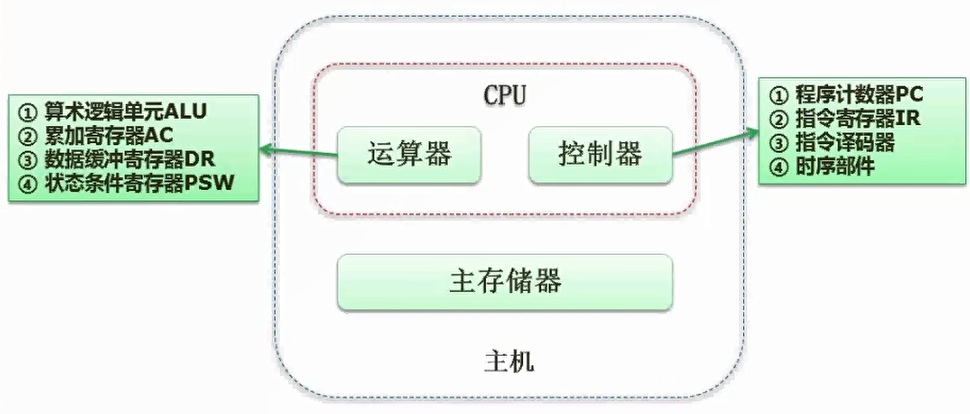 CPU
① 算术逻辑单元ALU
② 累加寄存器AC
③ 数据缓冲寄存器DR
④ 状态条件寄存器PSW
运算器
控制器
① 程序计数器PC
② 指令寄存器IR
③ 指令译码器
④ 时序部件
主存储器
主机